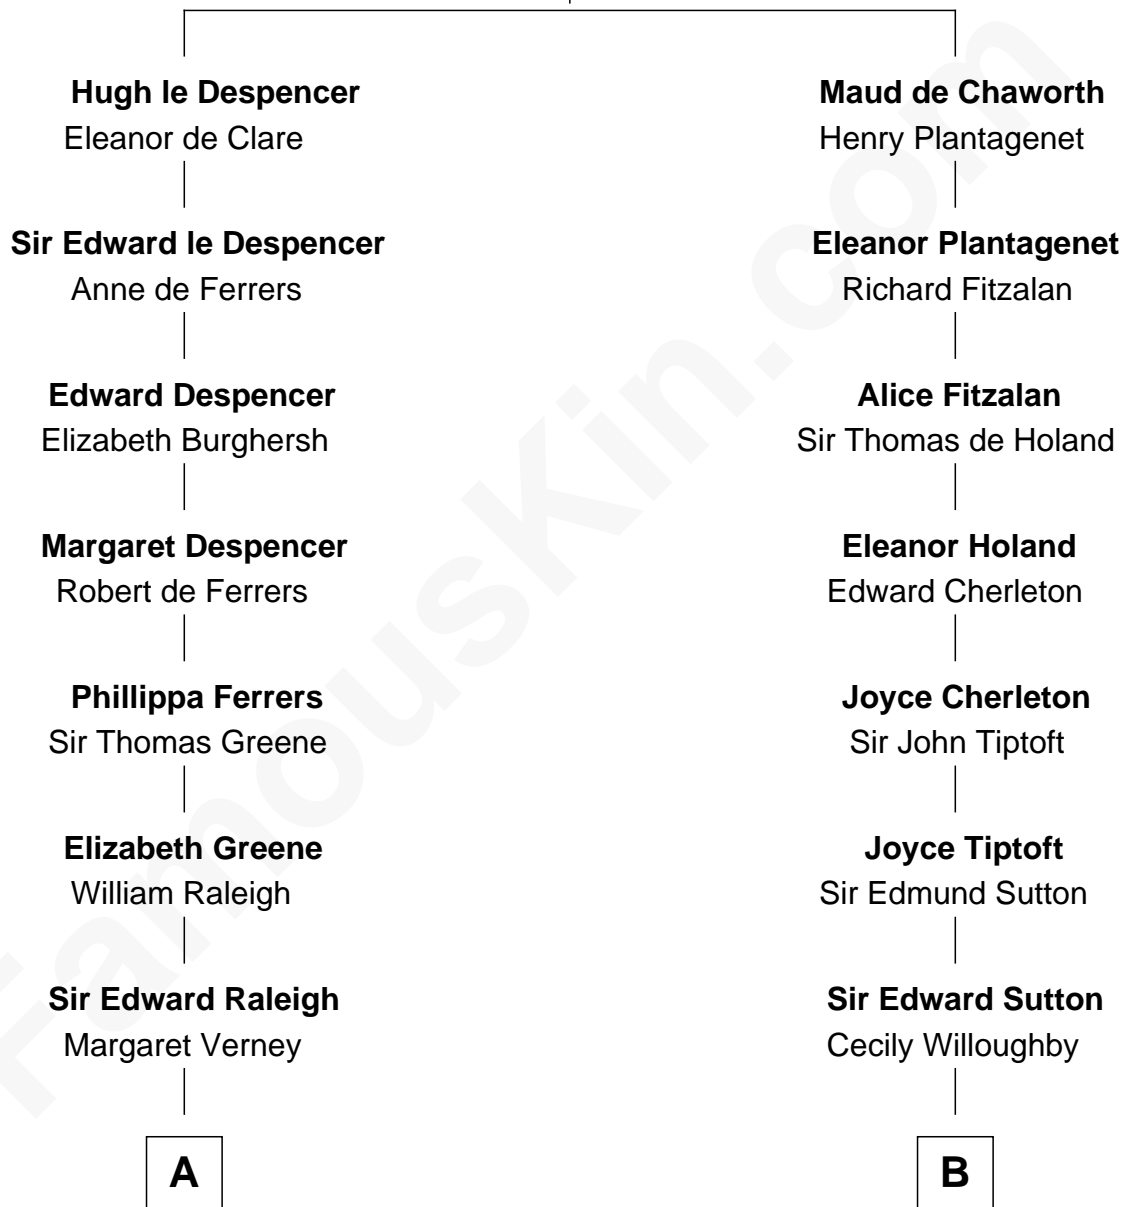 Hugh le Despencer
Eleanor de Clare
Sir Edward le Despencer
Anne de Ferrers
Edward Despencer
Elizabeth Burghersh
Margaret Despencer
Robert de Ferrers
Phillippa Ferrers
Sir Thomas Greene
Elizabeth Greene
William Raleigh
Sir Edward Raleigh
Margaret Verney
A
Maud de Chaworth
Henry Plantagenet
Eleanor Plantagenet
Richard Fitzalan
Alice Fitzalan
Sir Thomas de Holand
Eleanor Holand
Edward Cherleton
Joyce Cherleton
Sir John Tiptoft
Joyce Tiptoft
Sir Edmund Sutton
Sir Edward Sutton
Cecily Willoughby
B
FamousKin.com